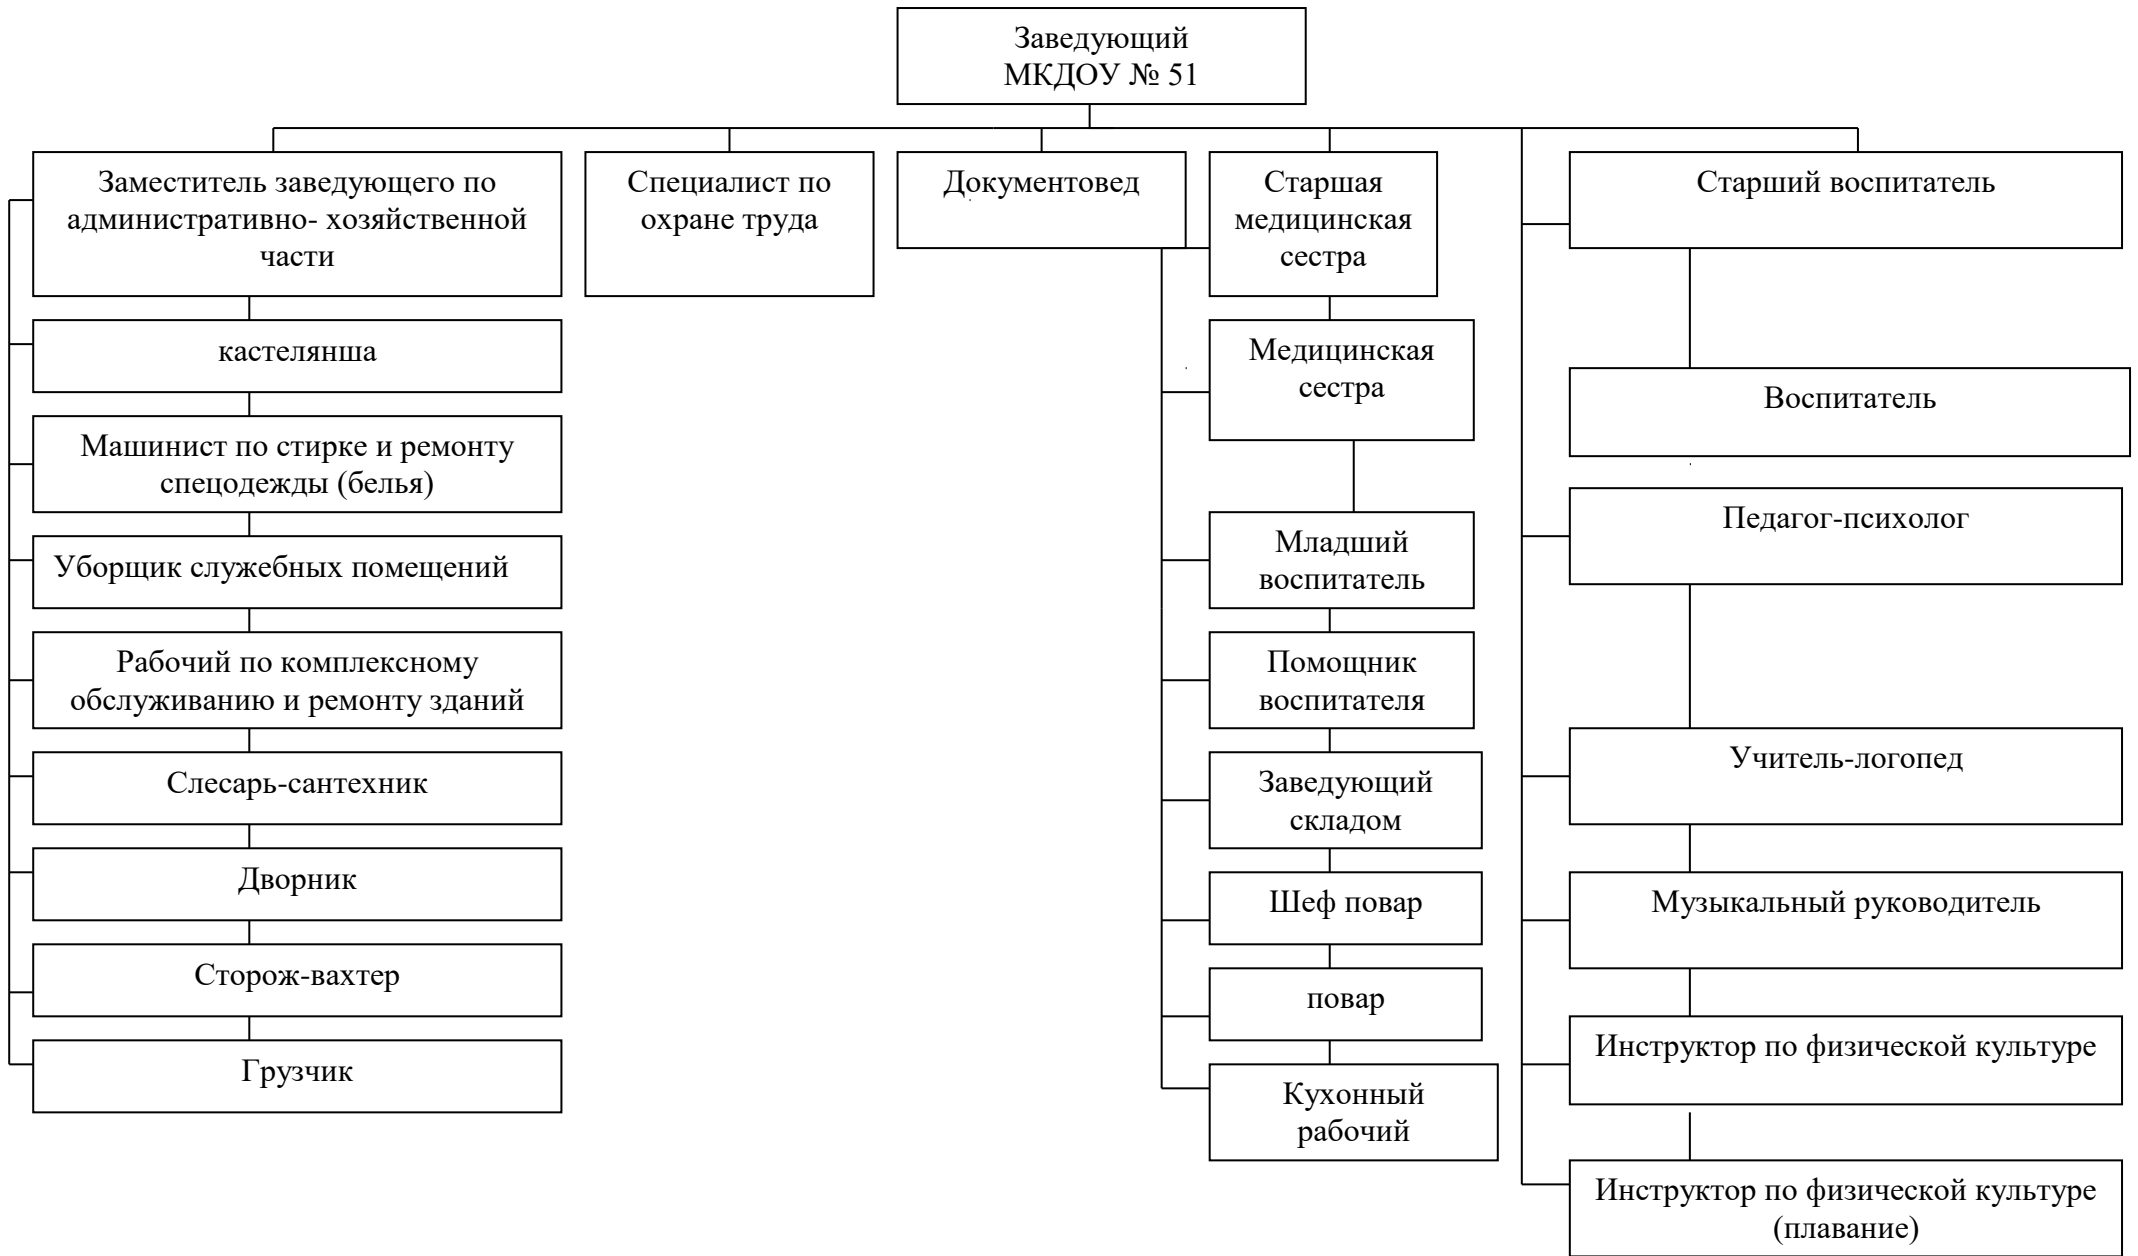 Заведующий
МКДОУ № 51
Заместитель заведующего по
административно- хозяйственной
части
Специалист по
охране труда
Документовед
Старшая
медицинская
сестра
Старший воспитатель
кастелянша
Машинист по стирке и ремонту
спецодежды (белья)
Уборщик служебных помещений
Рабочий по комплексному
обслуживанию и ремонту зданий
Слесарь-сантехник
Дворник
Сторож-вахтер
Грузчик
Медицинская
сестра
Младший
воспитатель
Помощник
воспитателя
Заведующий
складом
Шеф повар
повар
Кухонный
рабочий
Воспитатель
Педагог-психолог
Учитель-логопед
Музыкальный руководитель
Инструктор по физической культуре
Инструктор по физической культуре
(плавание)